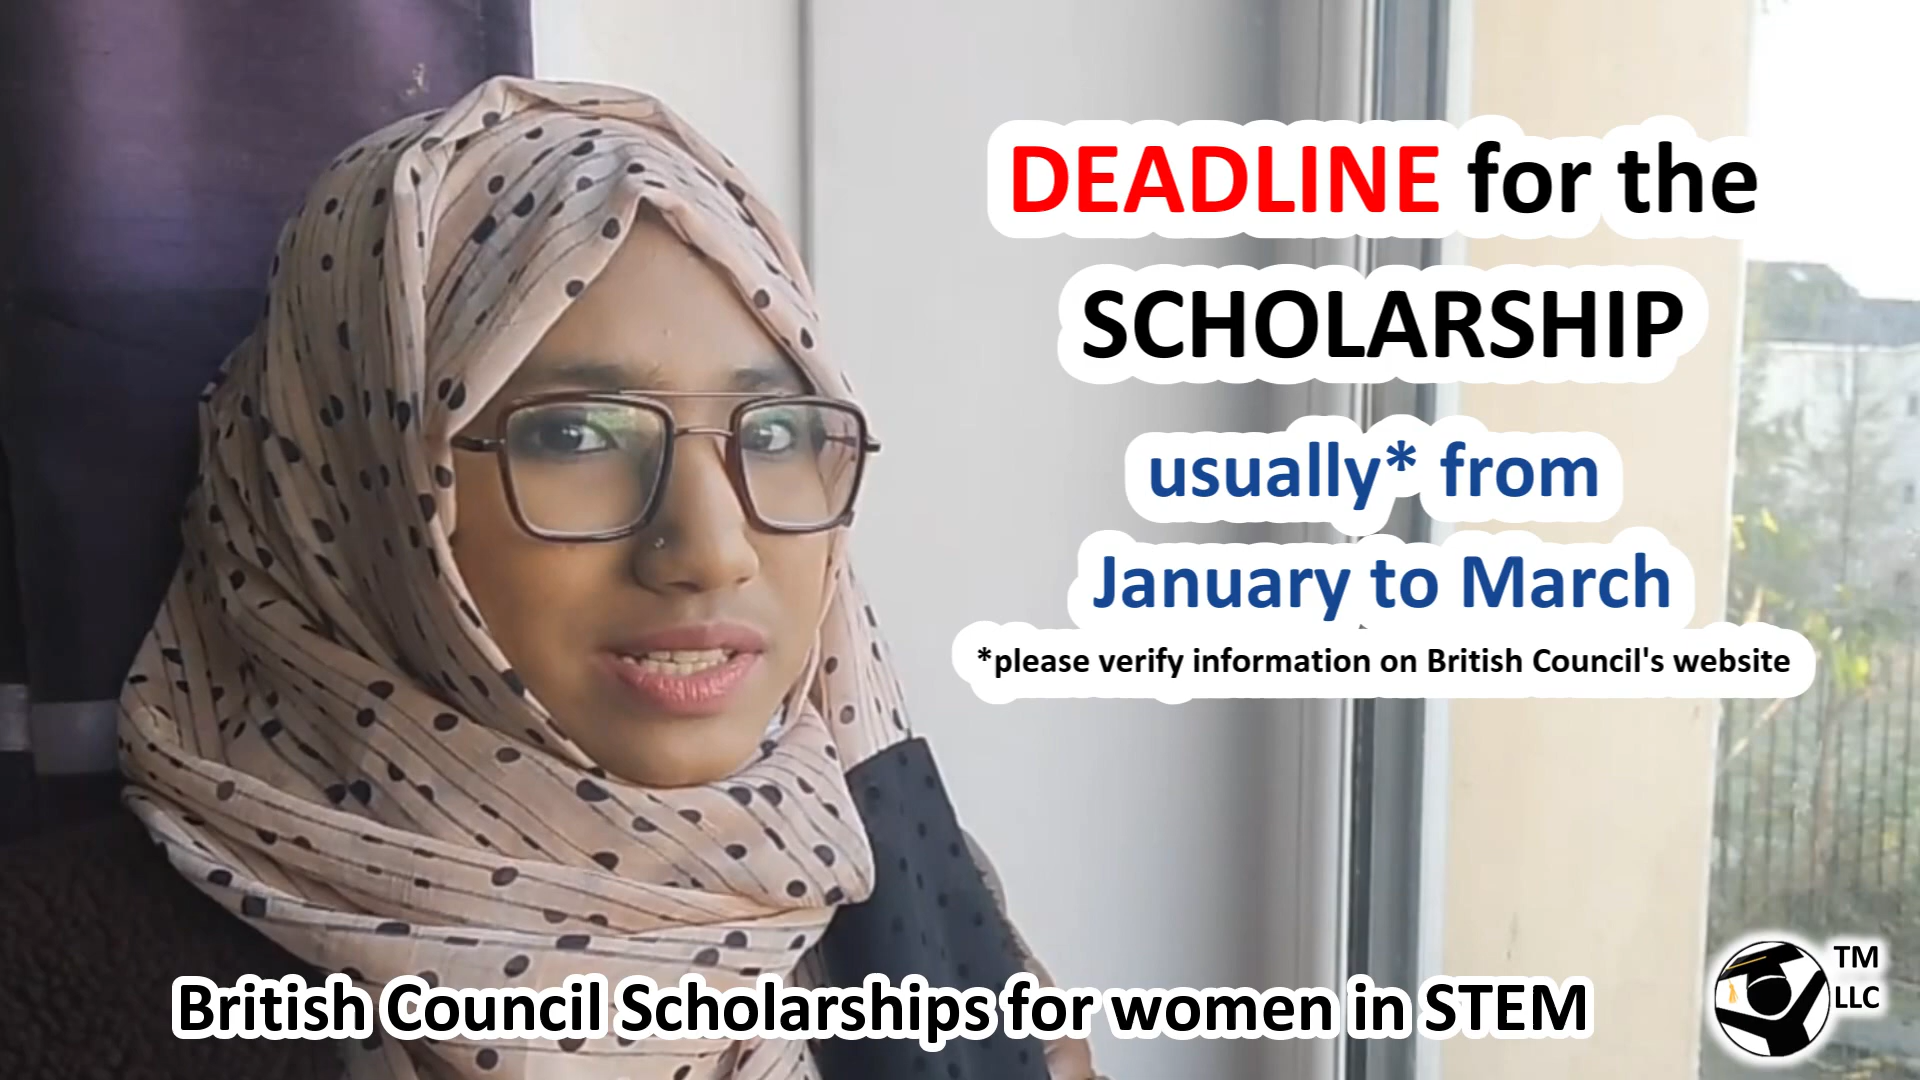 DEADLINE for the
SCHOLARSHIP
usually* from
January to March
*please verify information on British Council's website
British Council Scholarships for women in STEM
TM
LLC